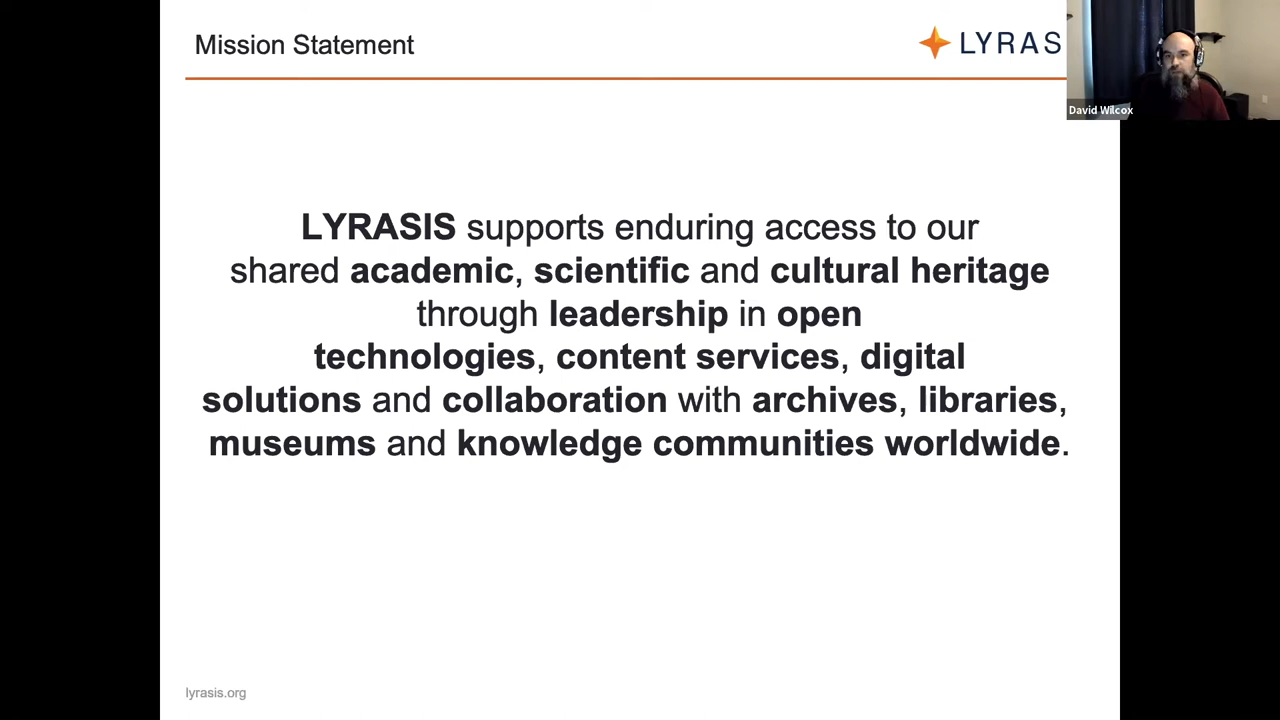 Mission Statement
LYRAS
David Wilcox
LYRASIS supports enduring access to our
shared academic, scientific and cultural heritage
through leadership in open
technologies, content services, digital
solutions and collaboration with archives, libraries,
museums and knowledge communities worldwide.
lyrasis.org